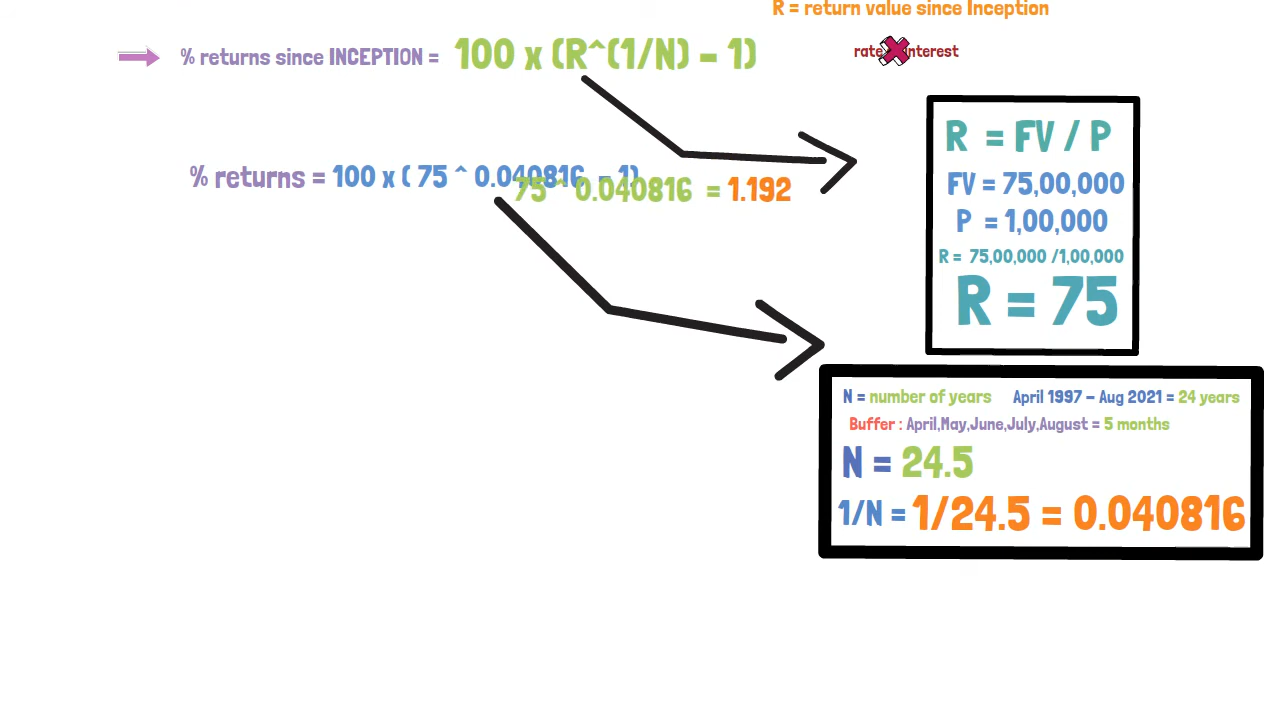 R = return value since Inception
% returns since INCEPTION = 100 x (R^(1/N) - 1)
rate interest
R = FV / P
FV = 75,00,000
P = 1,00,000
R = 75,00,000 /1,00,000
R = 75
% returns = 100 x ( 75 ^ 0.040816 - 1)
75 ^ 0.040816 = 1.192
N = number of years April 1997 - Aug 2021 = 24 years
Buffer : April,May,June,July,August = 5 months
N = 24.5
1/N = 1/24.5 = 0.040816